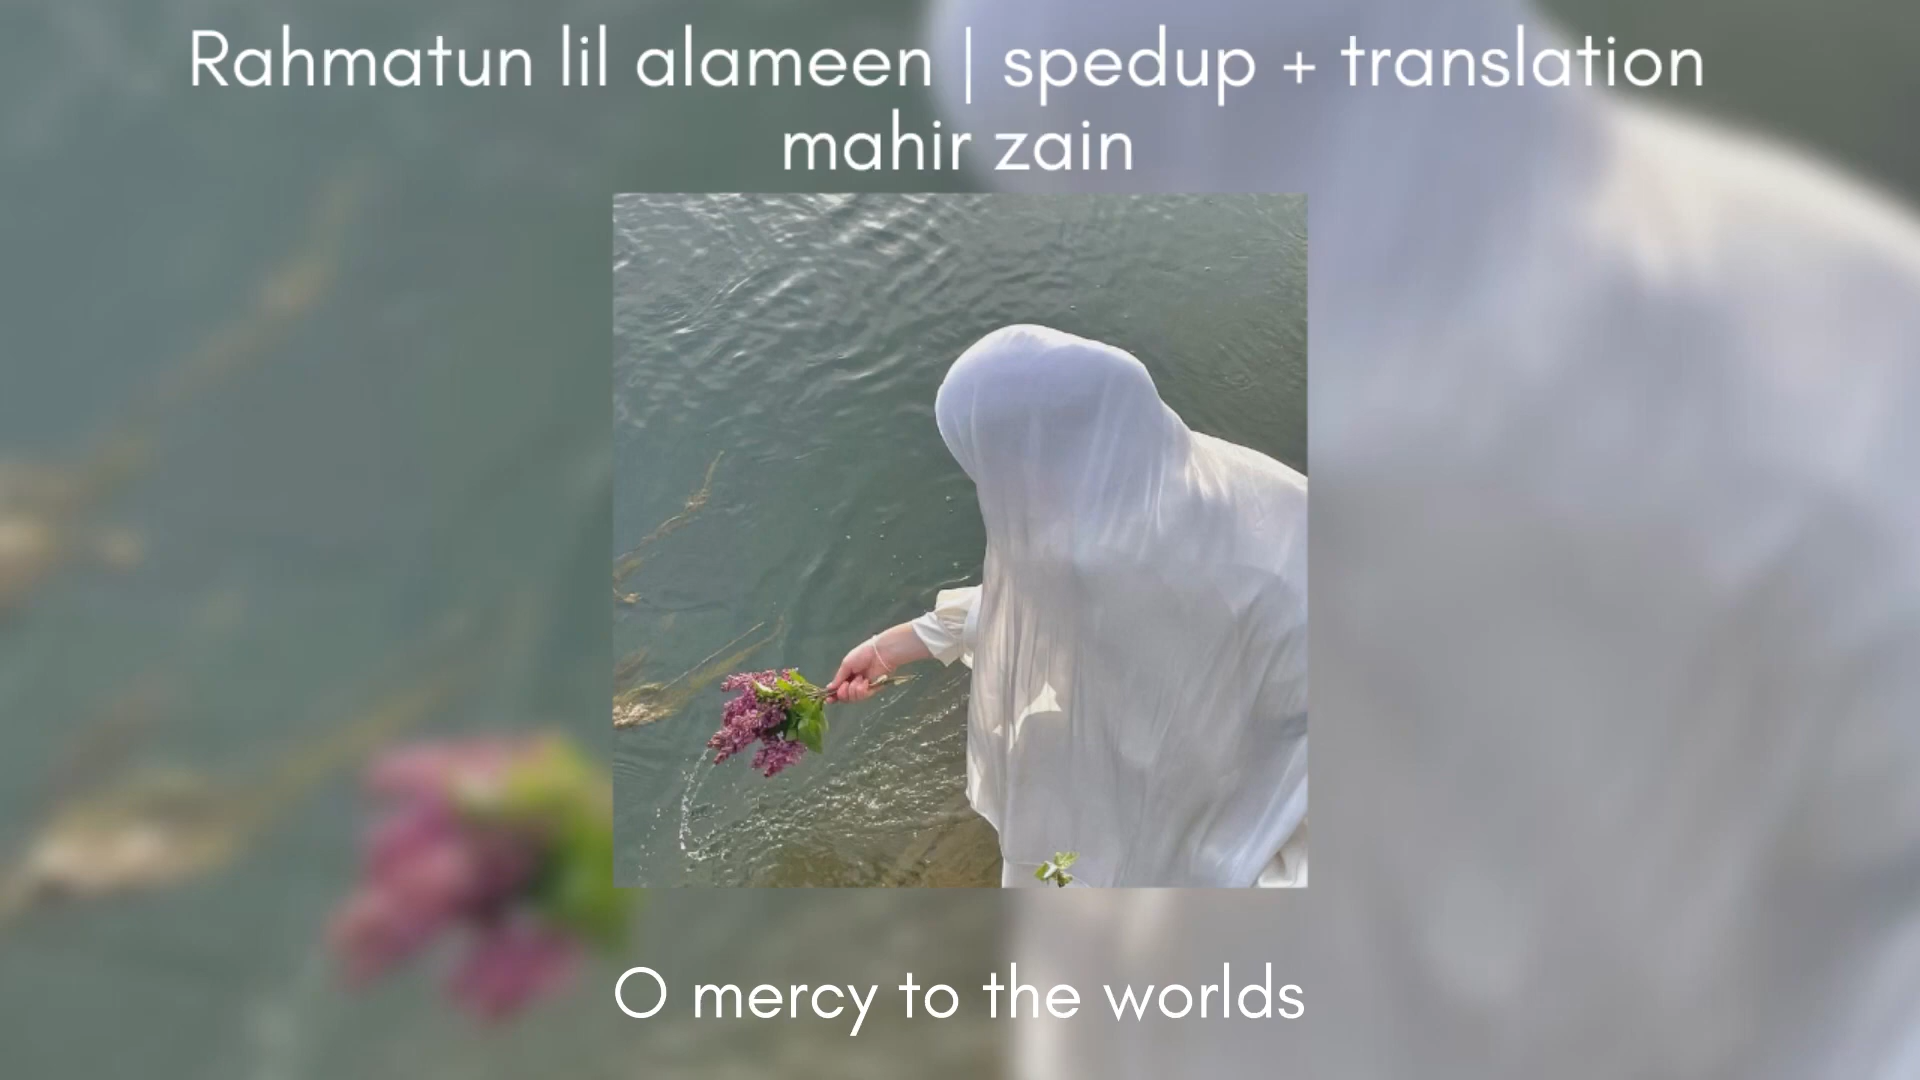 Rahmatun lil alameen | spedup + translation
mahir zain
O mercy to the worlds